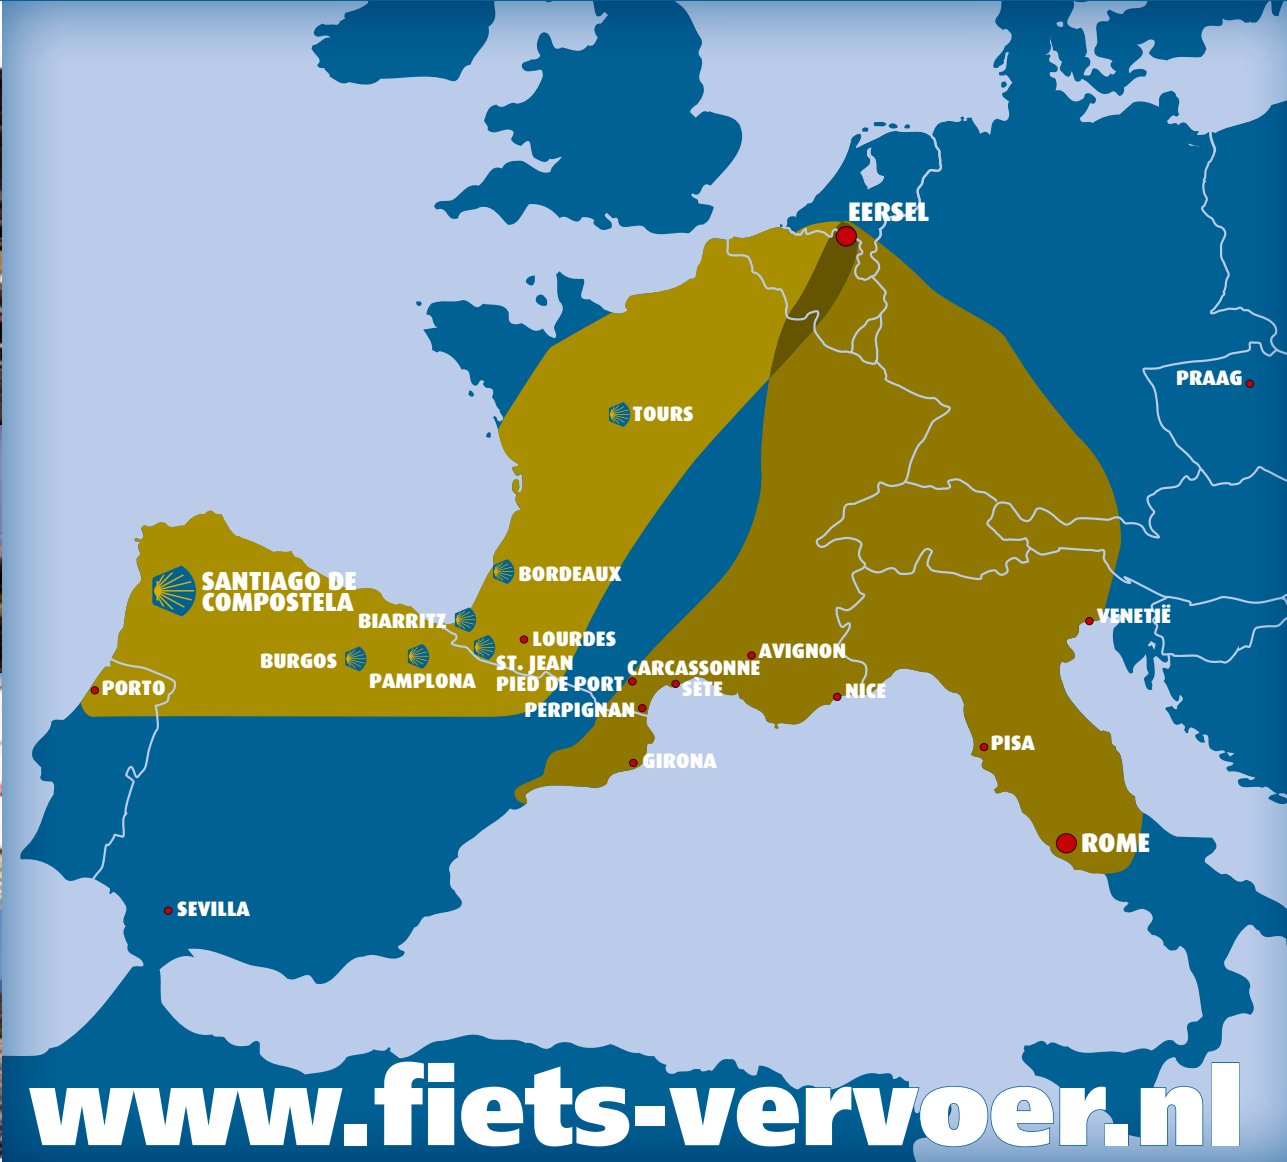 EERSEL
PRAAG
TOURS
SANTIAGO DE
COMPOSTELA
BORDEAUX
BIARRITZ
LOURDES
BURGOS
PAMPLONA
ST. JEAN
PIED DE PORT
PORTO
CARCASSONNE
AVIGNON
SÈTE
NICE
PERPIGNAN
GIRONA
VENETIË
PISA
ROME
SEVILLA
www.fiets-vervoer.nl